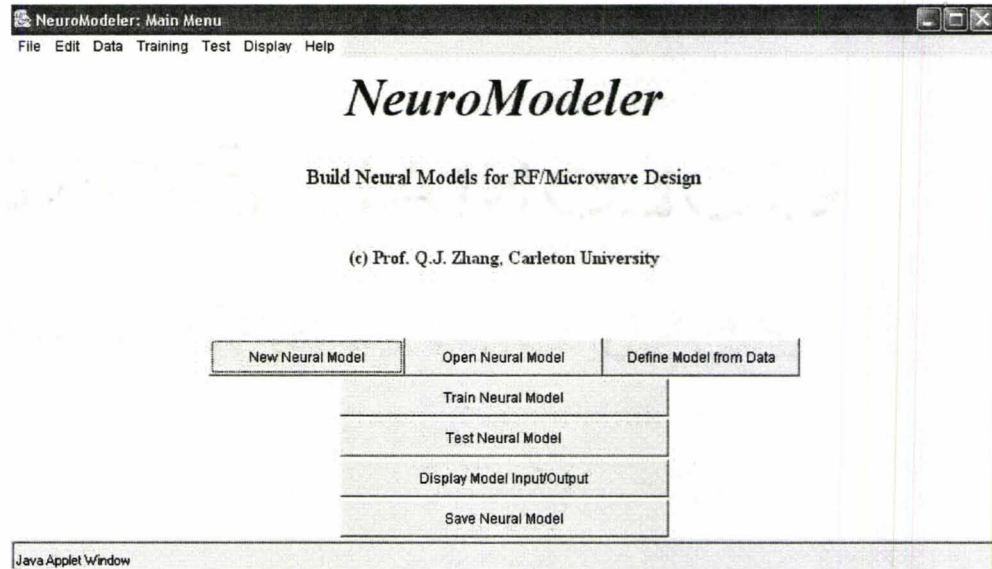 NeuroModeler: Main Menu
File Edit Data Training Test Display Help
NeuroModeler
Build Neural Models for RF/Microwave Design
(c) Prof. Q.J. Zhang, Carleton University
New Neural Model Open Neural Model Define Model from Data
Train Neural Model
Test Neural Model
Display Model Input/Output
Save Neural Model
Java Applet Window